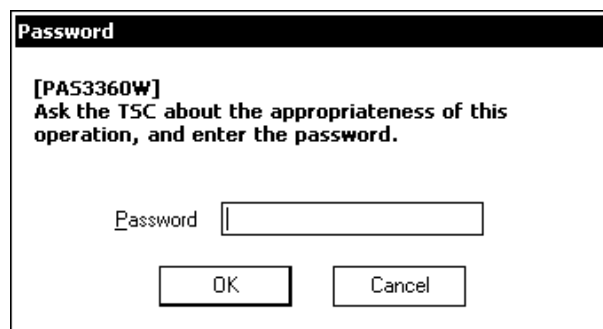 Password
[PAS3360W]
Ask the TSC about the appropriateness of this
operation, and enter the password.
Password
OK Cancel